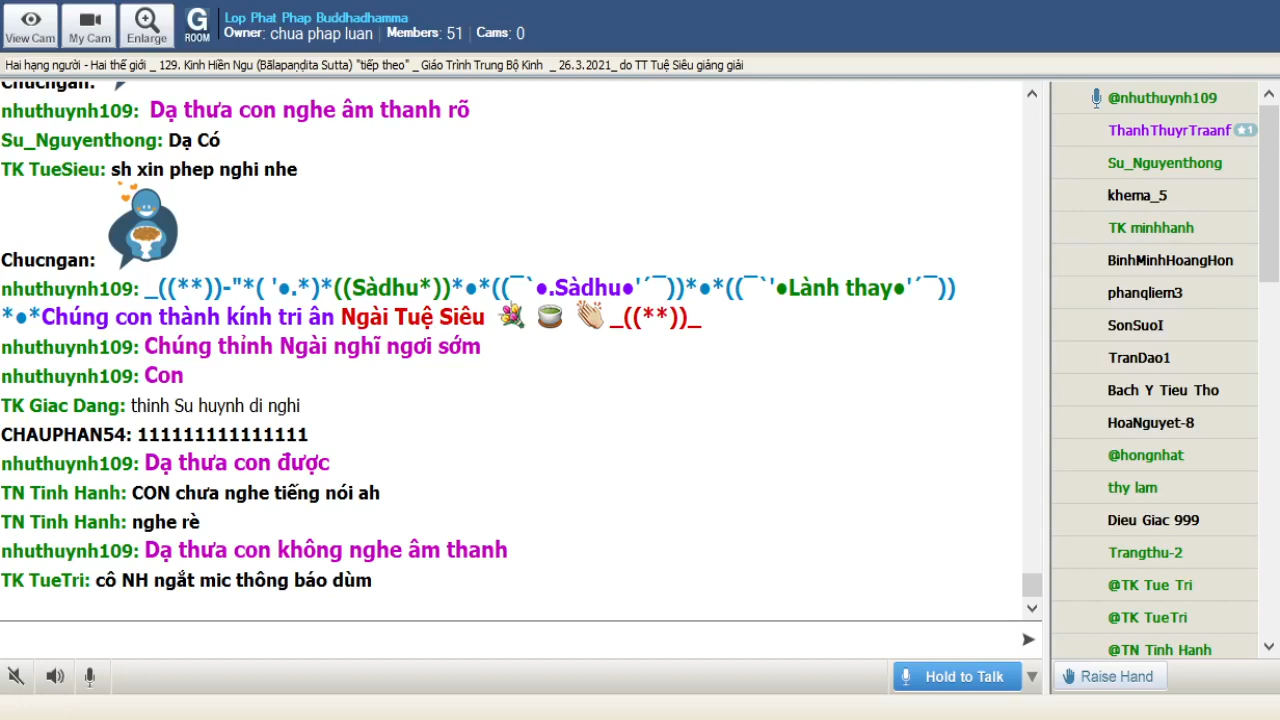 View Cam
My Cam
Enlarge
G
ROOM
Lop Phat Phap Buddhadhamma
Owner: chua phap luan | Members: 51 | Cams: 0
Hai hạng người - Hai thế giới _ 129. Kinh Hiền Ngu (Bālapaṇḍita Sutta) "tiếp theo" _ Giáo Trình Trung Bộ Kinh _ 26.3.2021_ do TT Tuệ Siêu giảng giải
Chucngan:
nhuthuynh109: Dạ thưa con nghe âm thanh rõ
Su_Nguyenthong: Dạ Có
TK TueSieu: sh xin phep nghi nhe
Chucngan:
nhuthuynh109: _((**))-"*( '●.*)*((Sàdhu*))*●*((¯`●.Sàdhu●'´¯))*●*((¯`'●Lành thay●'´¯))
*●*Chúng con thành kính tri ân Ngài Tuệ Siêu _((**))_
nhuthuynh109: Chúng thỉnh Ngài nghĩ ngơi sớm
nhuthuynh109: Con
TK Giac Dang: thinh Su huynh di nghi
CHAUPHAN54: 111111111111111
nhuthuynh109: Dạ thưa con được
TN Tinh Hanh: CON chưa nghe tiếng nói ah
TN Tinh Hanh: nghe rè
nhuthuynh109: Dạ thưa con không nghe âm thanh
TK TueTri: cô NH ngắt mic thông báo dùm
@nhuthuynh109
ThanhThuyrTraanf ★1
Su_Nguyenthong
khema_5
TK minhhanh
BinhMinhHoangHon
phanqliem3
SonSuoI
TranDao1
Bach Y Tieu Tho
HoaNguyet-8
@hongnhat
thy lam
Dieu Giac 999
Trangthu-2
@TK Tue Tri
@TK TueTri
@TN Tinh Hanh
Hold to Talk
Raise Hand